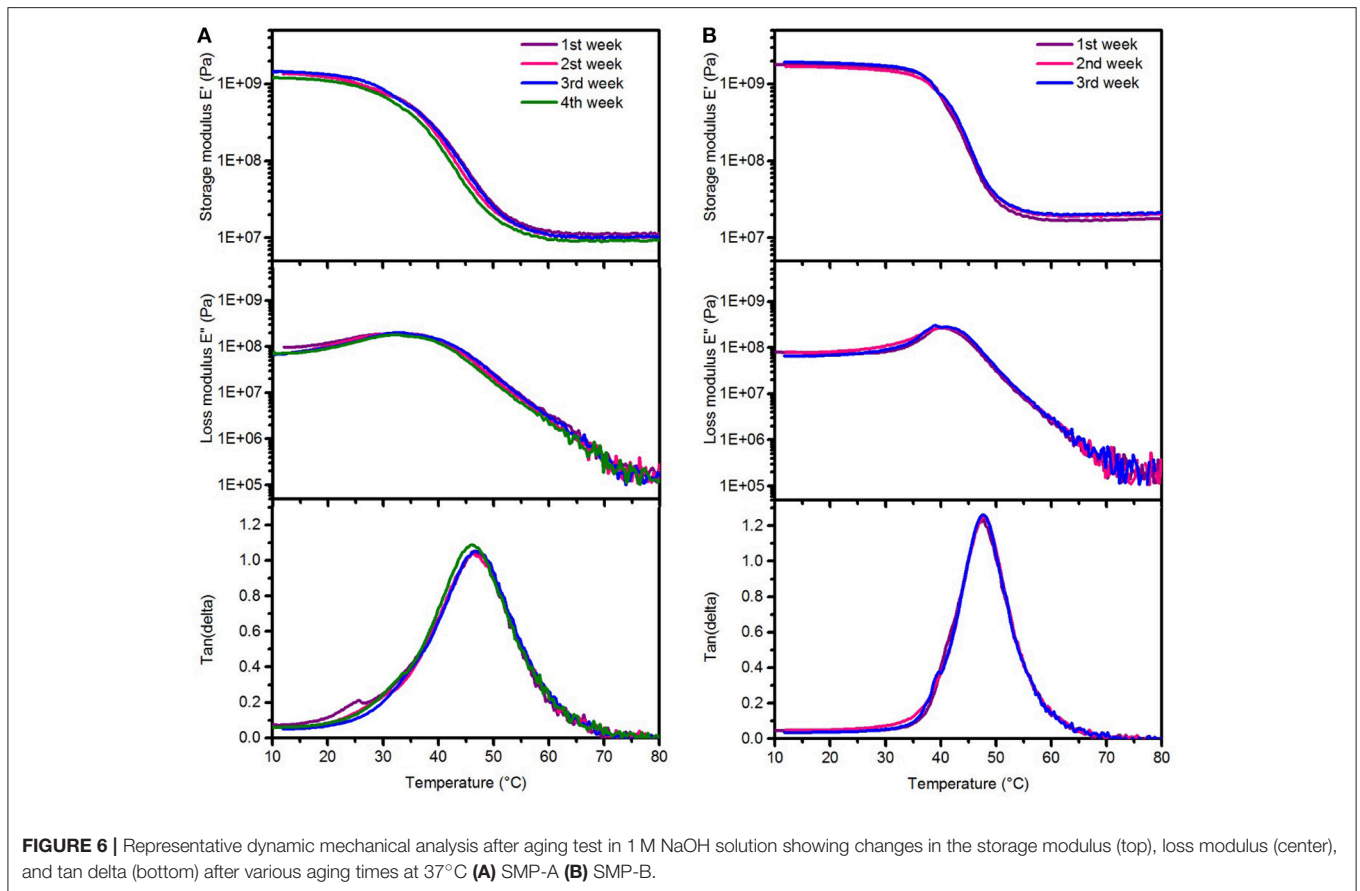 A
1st week
2st week
3rd week
4th week
Storage modulus E' (Pa)
1E+09
1E+08
1E+07
Loss modulus E" (Pa)
1E+09
1E+08
1E+07
1E+06
1E+05
Tan(delta)
1.2
1.0
0.8
0.6
0.4
0.2
0.0
10 20 30 40 50 60 70 80
Temperature (°C)
B
1st week
2nd week
3rd week
Storage modulus E' (Pa)
1E+09
1E+08
1E+07
Loss modulus E" (Pa)
1E+09
1E+08
1E+07
1E+06
1E+05
Tan(delta)
1.2
1.0
0.8
0.6
0.4
0.2
0.0
10 20 30 40 50 60 70 80
Temperature (°C)
FIGURE 6 | Representative dynamic mechanical analysis after aging test in 1 M NaOH solution showing changes in the storage modulus (top), loss modulus (center),
and tan delta (bottom) after various aging times at 37°C (A) SMP-A (B) SMP-B.